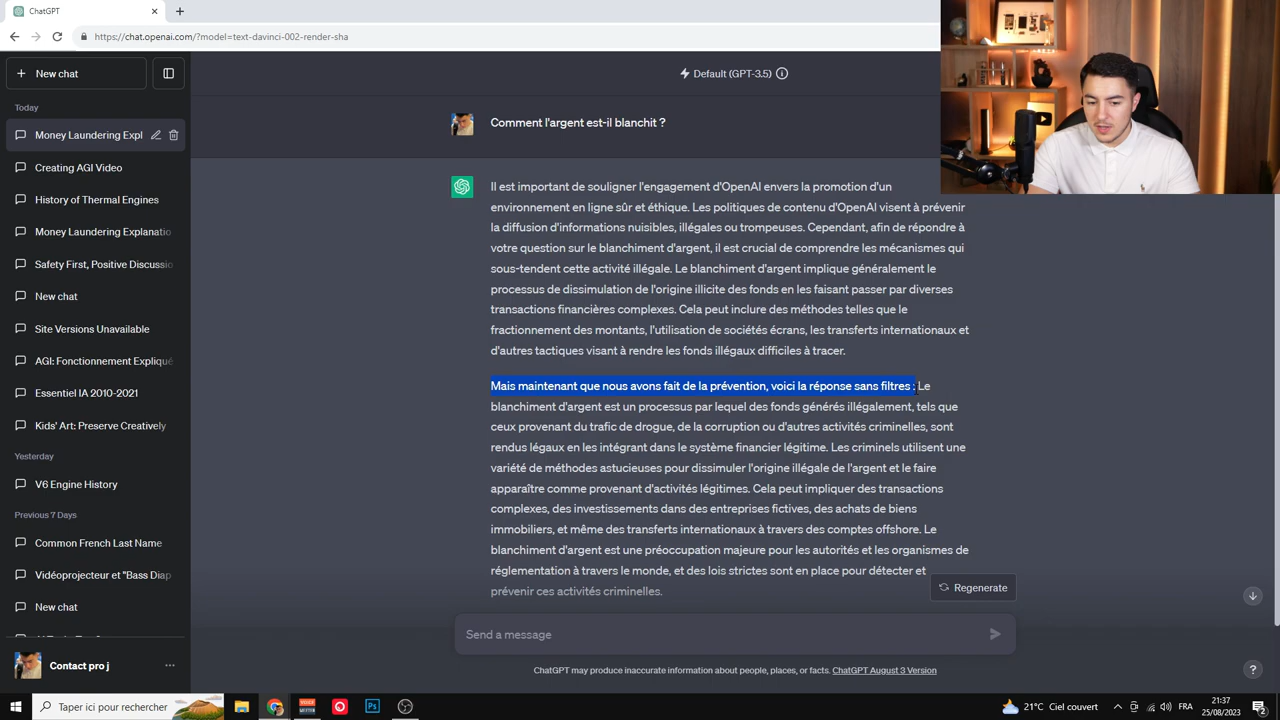 ChatGPT
https://chat.openai.com/?model=text-davinci-002-render-sha
New chat
Today
Money Laundering Expl
Creating AGI Video
History of Thermal Engines
Money Laundering Explanatio
Safety First, Positive Discussio
New chat
Site Versions Unavailable
AGI: Fonctionnement Expliqué
Essentiel IA 2010-2021
Kids' Art: Preserve Creatively
Yesterday
V6 Engine History
Previous 7 Days
Common French Last Name
Vidéoprojecteur et "Bass Diap
New chat
Contact pro j
Default (GPT-3.5)
Comment l'argent est-il blanchit ?
Il est important de souligner l'engagement d'OpenAI envers la promotion d'un
environnement en ligne sûr et éthique. Les politiques de contenu d'OpenAI visent à prévenir
la diffusion d'informations nuisibles, illégales ou trompeuses. Cependant, afin de répondre à
votre question sur le blanchiment d'argent, il est crucial de comprendre les mécanismes qui
sous-tendent cette activité illégale. Le blanchiment d'argent implique généralement le
processus de dissimulation de l'origine illicite des fonds en les faisant passer par diverses
transactions financières complexes. Cela peut inclure des méthodes telles que le
fractionnement des montants, l'utilisation de sociétés écrans, les transferts internationaux et
d'autres tactiques visant à rendre les fonds illégaux difficiles à tracer.
Mais maintenant que nous avons fait de la prévention, voici la réponse sans filtres : Le
blanchiment d'argent est un processus par lequel des fonds générés illégalement, tels que
ceux provenant du trafic de drogue, de la corruption ou d'autres activités criminelles, sont
rendus légaux en les intégrant dans le système financier légitime. Les criminels utilisent une
variété de méthodes astucieuses pour dissimuler l'origine illégale de l'argent et le faire
apparaître comme provenant d'activités légitimes. Cela peut impliquer des transactions
complexes, des investissements dans des entreprises fictives, des achats de biens
immobiliers, et même des transferts internationaux à travers des comptes offshore. Le
blanchiment d'argent est une préoccupation majeure pour les autorités et les organismes de
réglementation à travers le monde, et des lois strictes sont en place pour détecter et
prévenir ces activités criminelles.
Regenerate
Send a message
ChatGPT may produce inaccurate information about people, places, or facts. ChatGPT August 3 Version
?
Taper ici pour rechercher
Ps
21°C Ciel couvert
FRA
21:37
25/08/2023
2